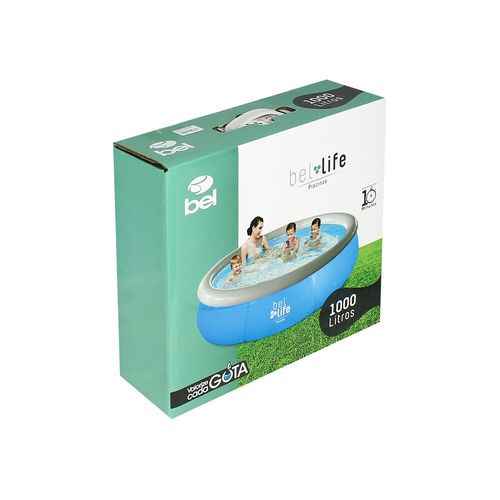 1000
Litros
bel life
Piscinas
10
bel
bel
life
1000
Litros
Valorize
cada
GOTA